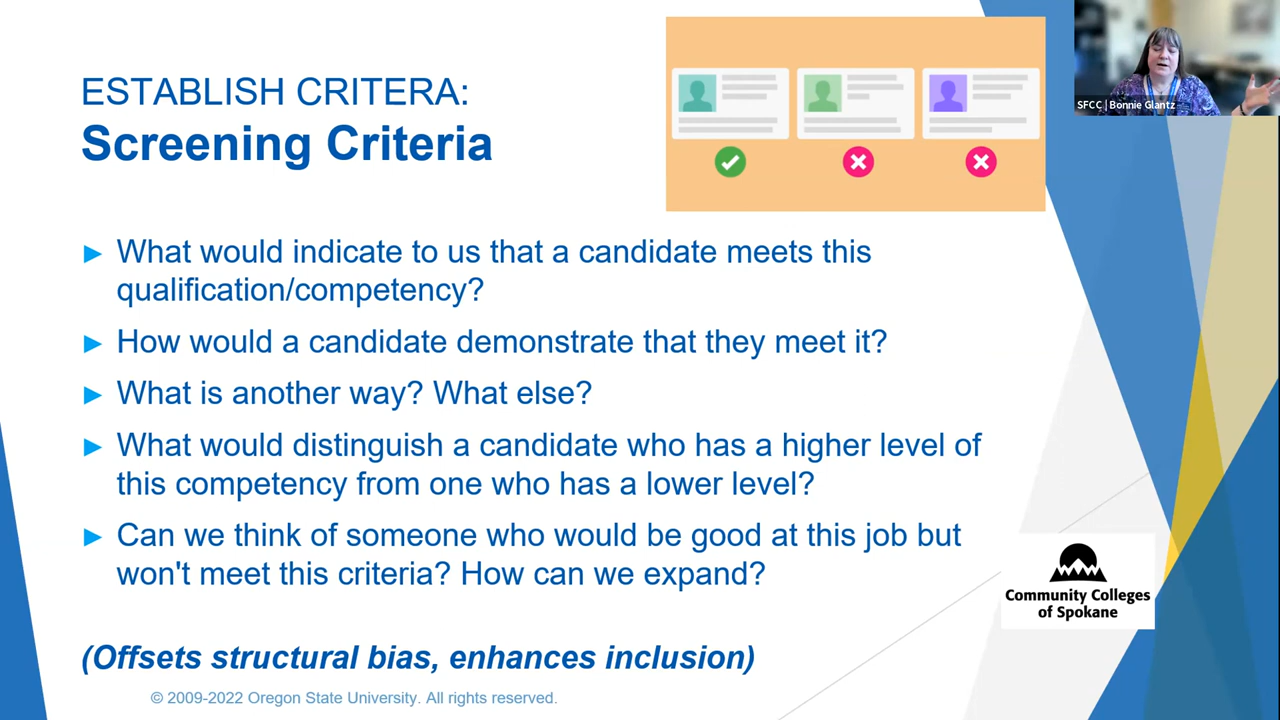 ESTABLISH CRITERA:
Screening Criteria
SFCC | Bonnie Glantz
► What would indicate to us that a candidate meets this
qualification/competency?
► How would a candidate demonstrate that they meet it?
► What is another way? What else?
► What would distinguish a candidate who has a higher level of
this competency from one who has a lower level?
► Can we think of someone who would be good at this job but
won't meet this criteria? How can we expand?
Community Colleges
of Spokane
(Offsets structural bias, enhances inclusion)
© 2009-2022 Oregon State University. All rights reserved.